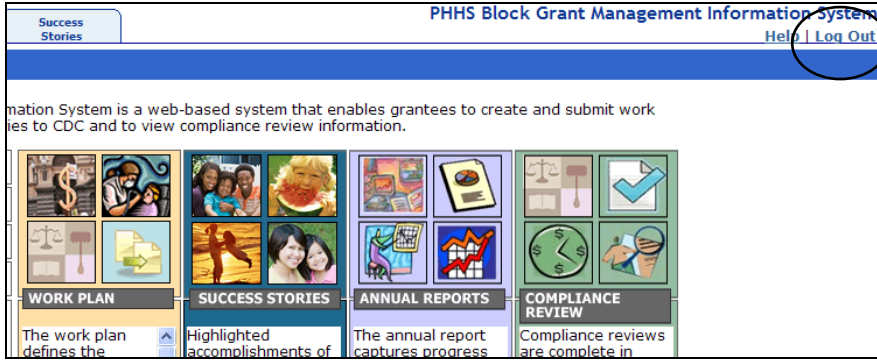 Success
Stories
PHHS Block Grant Management Information System
Help | Log Out
mation System is a web-based system that enables grantees to create and submit work
ies to CDC and to view compliance review information.
WORK PLAN
SUCCESS STORIES
ANNUAL REPORTS
COMPLIANCE
REVIEW
The work plan
defines the
Highlighted
accomplishments of
The annual report
captures progress
Compliance reviews
are complete in